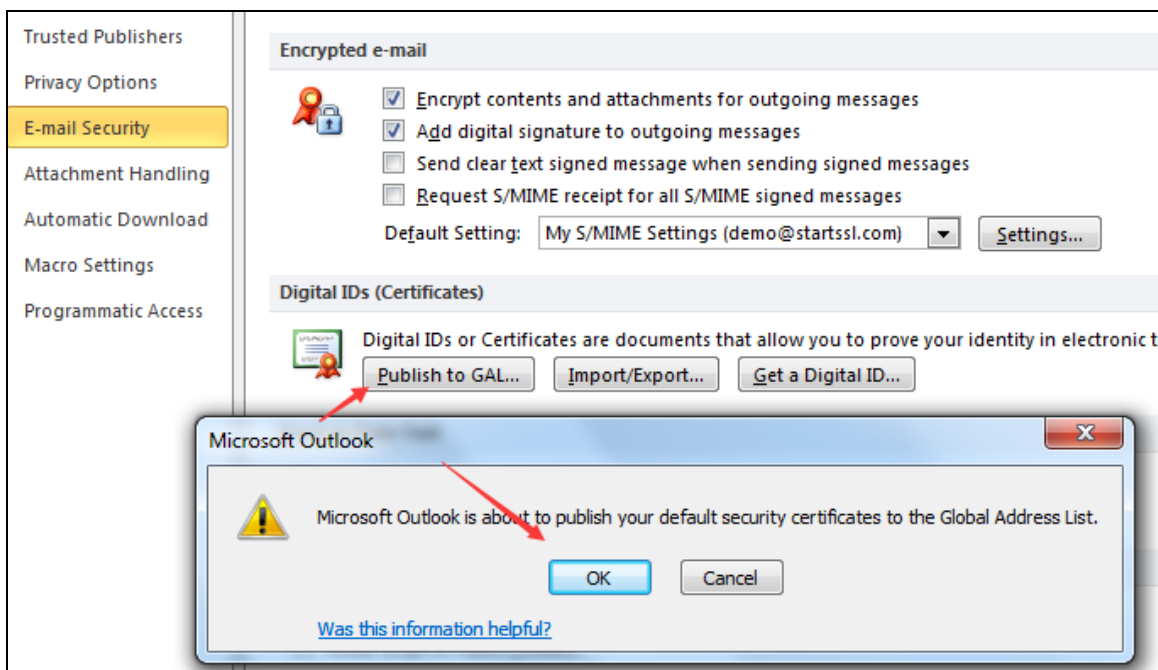 Trusted Publishers
Privacy Options
E-mail Security
Attachment Handling
Automatic Download
Macro Settings
Programmatic Access
Encrypted e-mail
Encrypt contents and attachments for outgoing messages
Add digital signature to outgoing messages
Send clear text signed message when sending signed messages
Request S/MIME receipt for all S/MIME signed messages
Default Setting: My S/MIME Settings (demo@startssl.com) Settings...
Digital IDs (Certificates)
Digital IDs or Certificates are documents that allow you to prove your identity in electronic t
Publish to GAL... Import/Export... Get a Digital ID...
Microsoft Outlook
Microsoft Outlook is about to publish your default security certificates to the Global Address List.
OK Cancel
Was this information helpful?